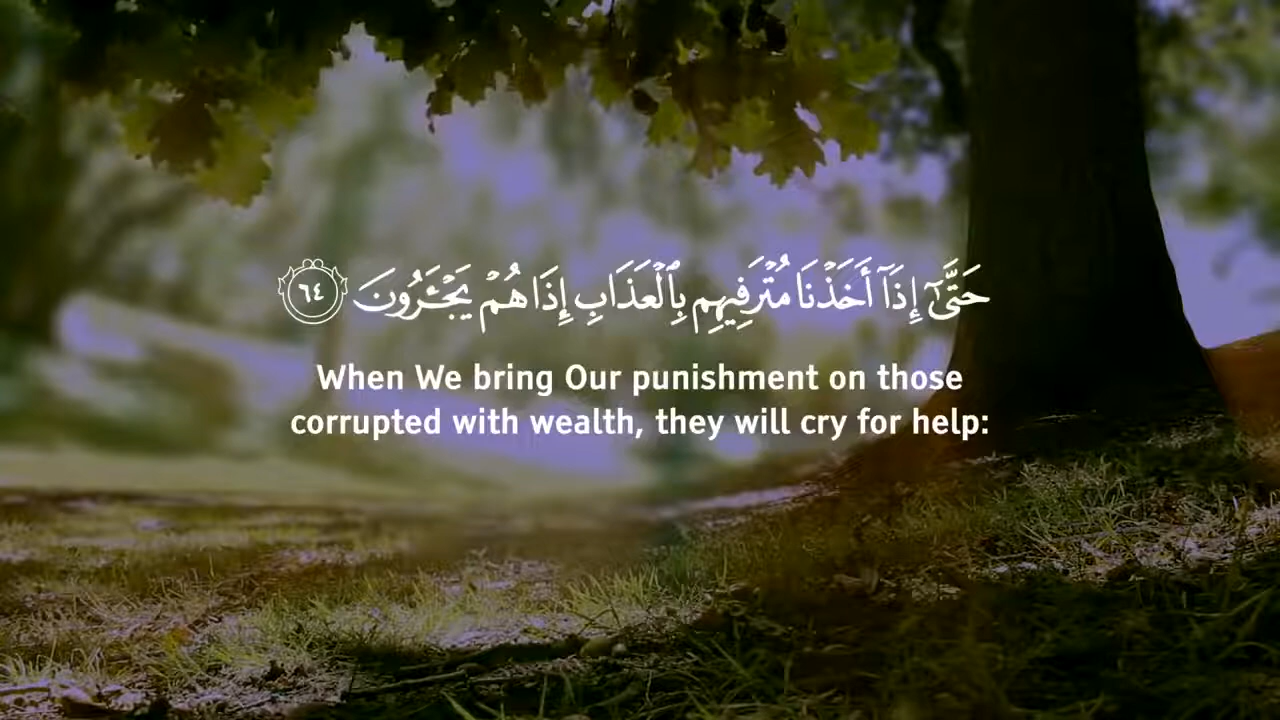 حَتَّىٰٓ إِذَآ أَخَذْنَا مُتْرَفِيهِم بِٱلْعَذَابِ إِذَا هُمْ يَجْـَٔرُونَ ٦٤
When We bring Our punishment on those
corrupted with wealth, they will cry for help: